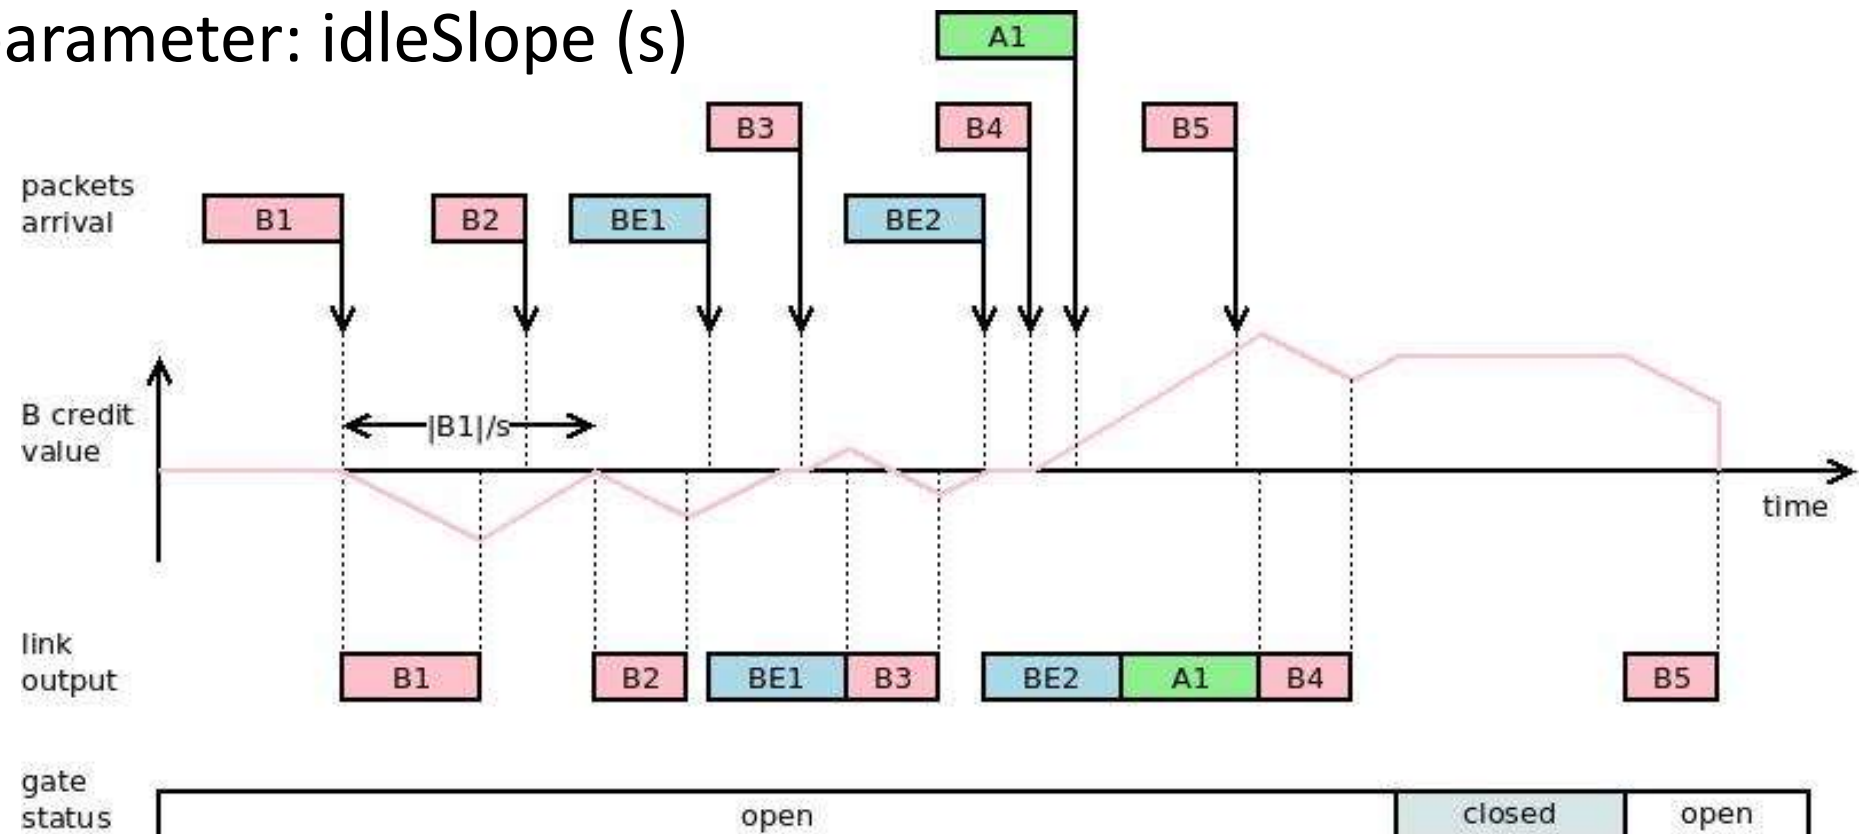 arameter: idleSlope (s)
A1
B3
B4
B5
packets
arrival
B1
B2
BE1
BE2
B credit
value
|B1|/s
time
link
output
B1
B2
BE1
B3
BE2
A1
B4
B5
gate
status
open
closed
open